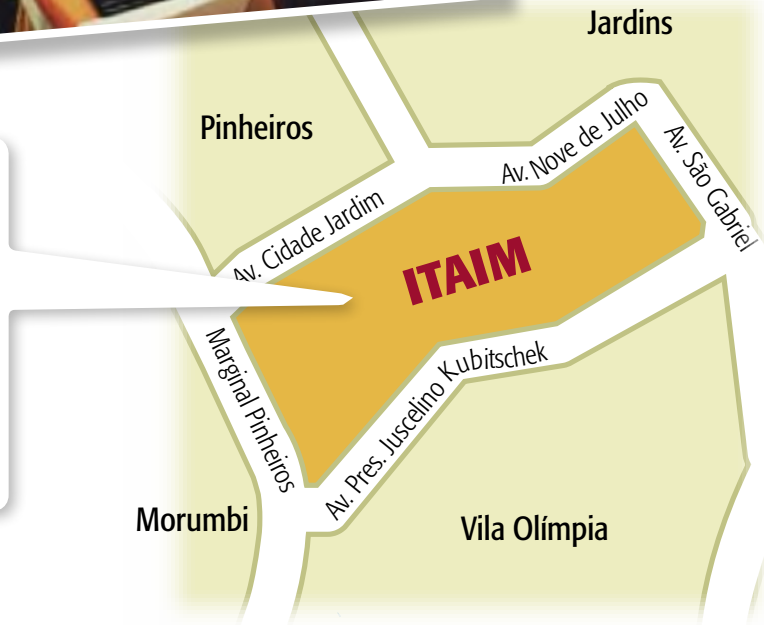 Jardins
Pinheiros
Av. Nove de Julho
Av. São Gabriel
Av. Cidade Jardim
ITAIM
Marginal Pinheiros
Av. Pres. Juscelino Kubitschek
Morumbi
Vila Olímpia